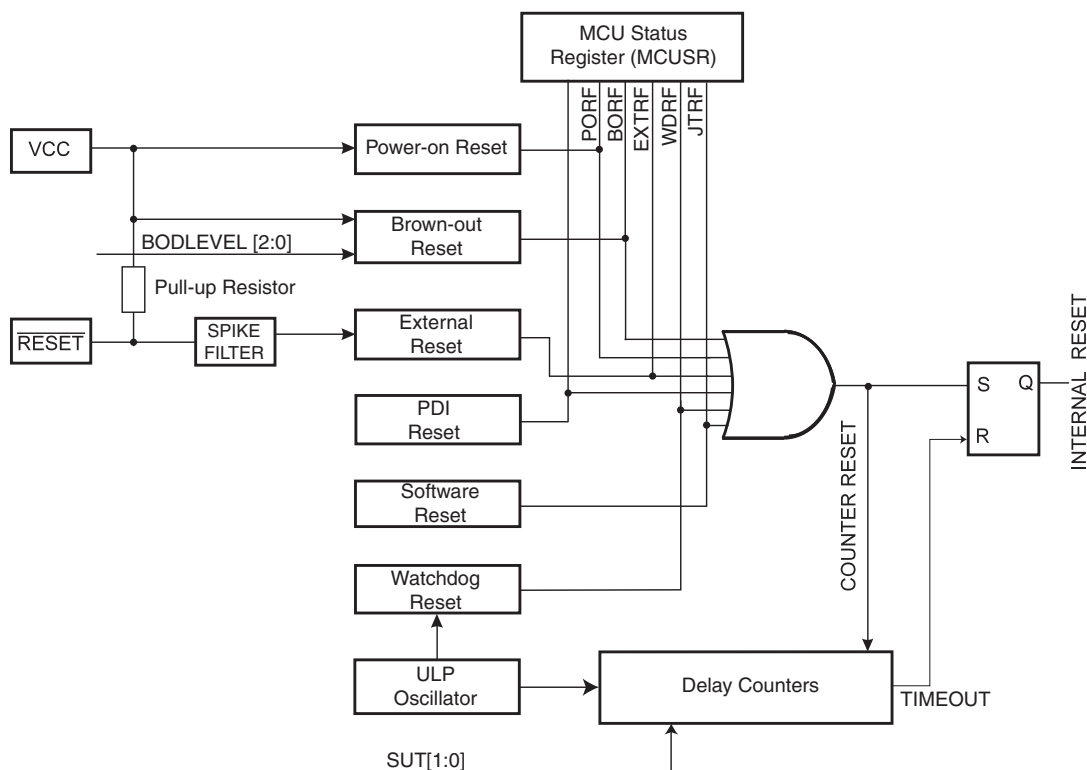 MCU Status
Register (MCUSR)
PORF
BORF
EXTRF
WDRF
JTRF
VCC
Power-on Reset
Brown-out
Reset
BODLEVEL [2:0]
Pull-up Resistor
RESET
SPIKE
FILTER
External
Reset
PDI
Reset
Software
Reset
Watchdog
Reset
ULP
Oscillator
SUT[1:0]
Delay Counters
COUNTER RESET
TIMEOUT
S
Q
R
INTERNAL RESET